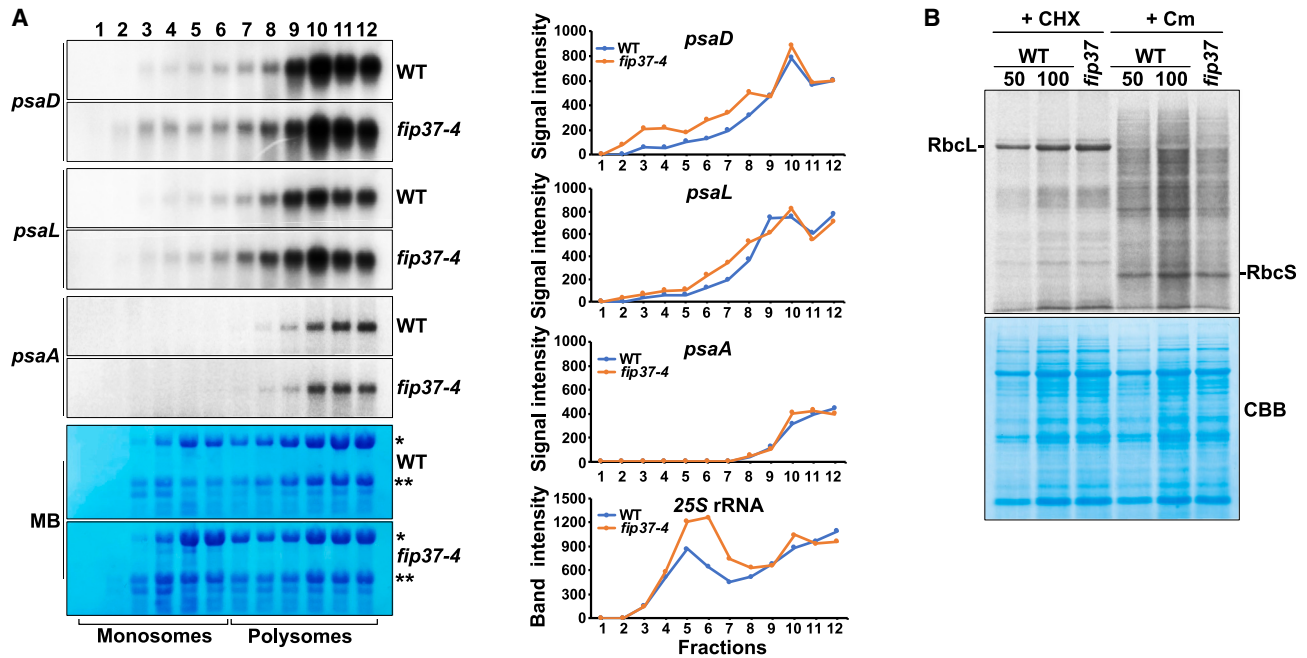 A
1 2 3 4 5 6 7 8 9 10 11 12
psaD
WT
fip37-4
psaL
WT
fip37-4
psaA
WT
fip37-4
MB
*
WT
**
*
fip37-4
**
Monosomes
Polysomes
psaD
WT
fip37-4
Signal intensity
1000
800
600
400
200
0
1 2 3 4 5 6 7 8 9 10 11 12
psaL
Signal intensity
1000
800
600
400
200
0
1 2 3 4 5 6 7 8 9 10 11 12
psaA
WT
fip37-4
Signal intensity
1000
800
600
400
200
0
1 2 3 4 5 6 7 8 9 10 11 12
25S rRNA
WT
fip37-4
Band intensity
1500
1200
900
600
300
0
1 2 3 4 5 6 7 8 9 10 11 12
Fractions
B
+ CHX
+ Cm
WT
fip37
WT
fip37
50 100
50 100
RbcL-
-RbcS
CBB